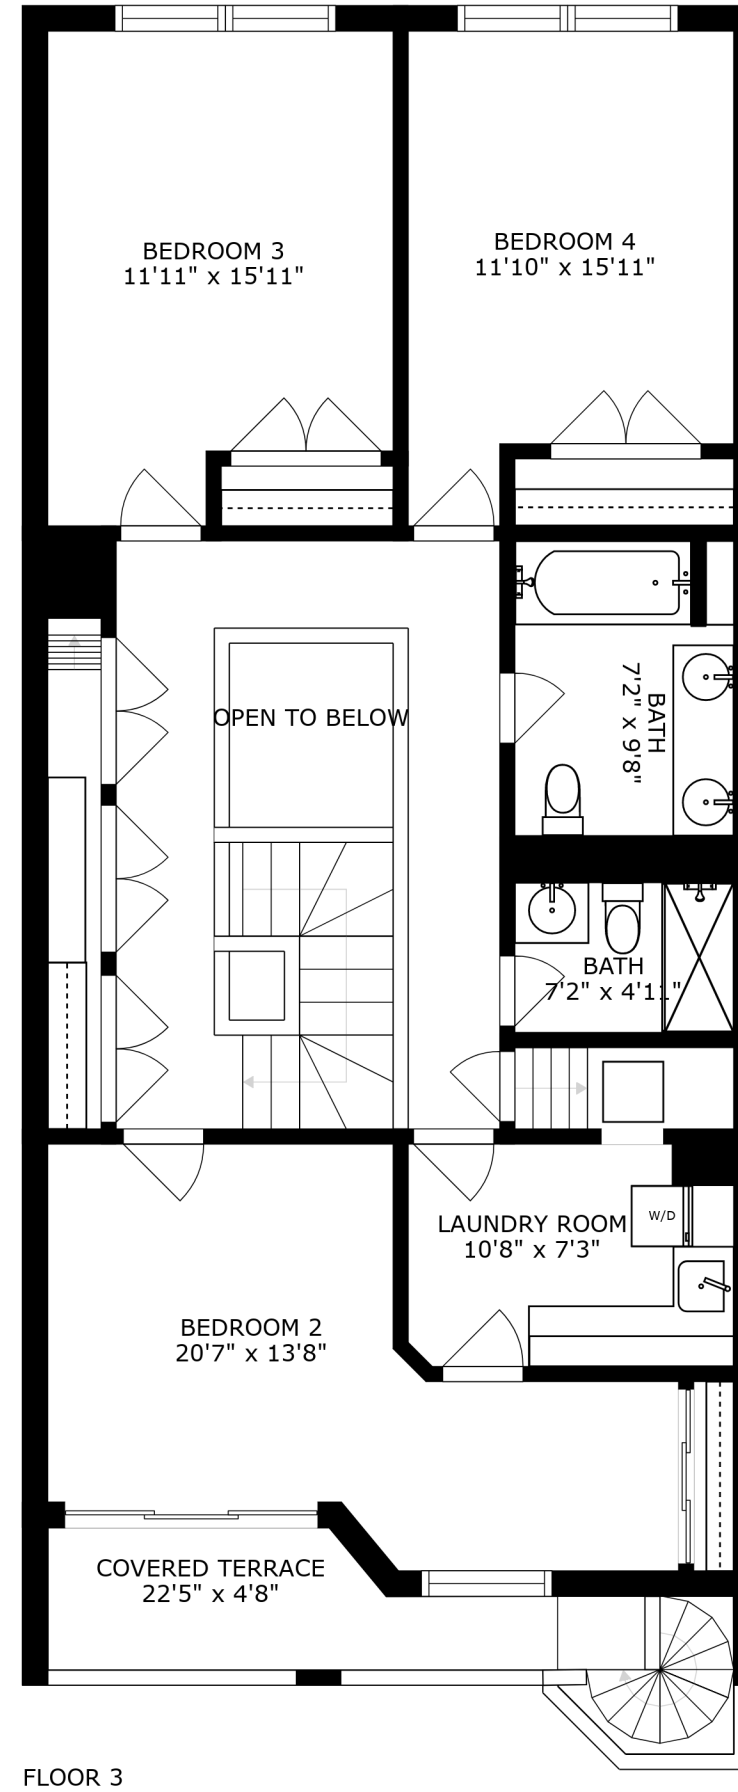 BEDROOM 3
11'11" x 15'11"
BEDROOM 4
11'10" x 15'11"
OPEN TO BELOW
BATH
7'2" x 9'8"
BATH
7'2" x 4'11"
LAUNDRY ROOM
10'8" x 7'3"
W/D
BEDROOM 2
20'7" x 13'8"
COVERED TERRACE
22'5" x 4'8"
FLOOR 3